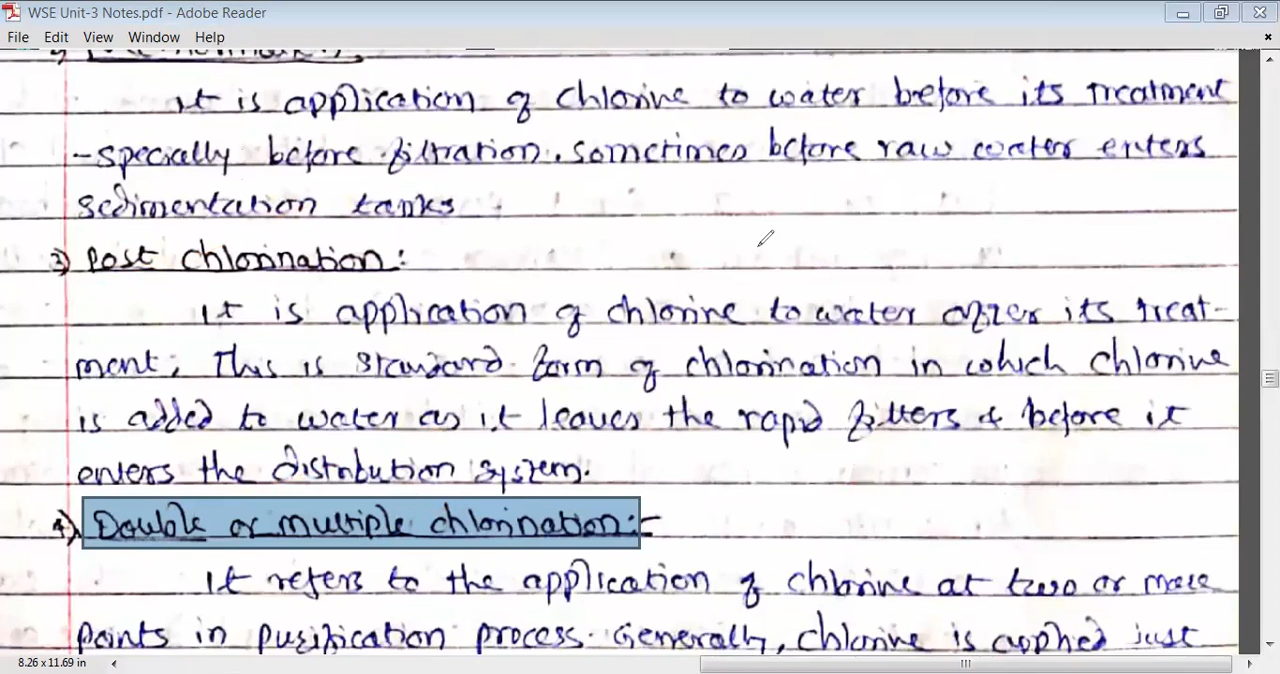 WSE Unit-3 Notes.pdf - Adobe Reader
File Edit View Window Help
It is application of chlorine to water before its treatment
-specially before filtration. sometimes before raw water enters
sedimentation tanks
3) Post chlorination:
It is application of chlorine to water after its treat-
ment. This is standard form of chlorination in which chlorine
is added to water as it leaves the rapid filters & before it
enters the distribution system.
4) Double or multiple chlorination:-
It refers to the application of chlorine at two or more
points in purification process. Generally, chlorine is applied just
8.26 x 11.69 in